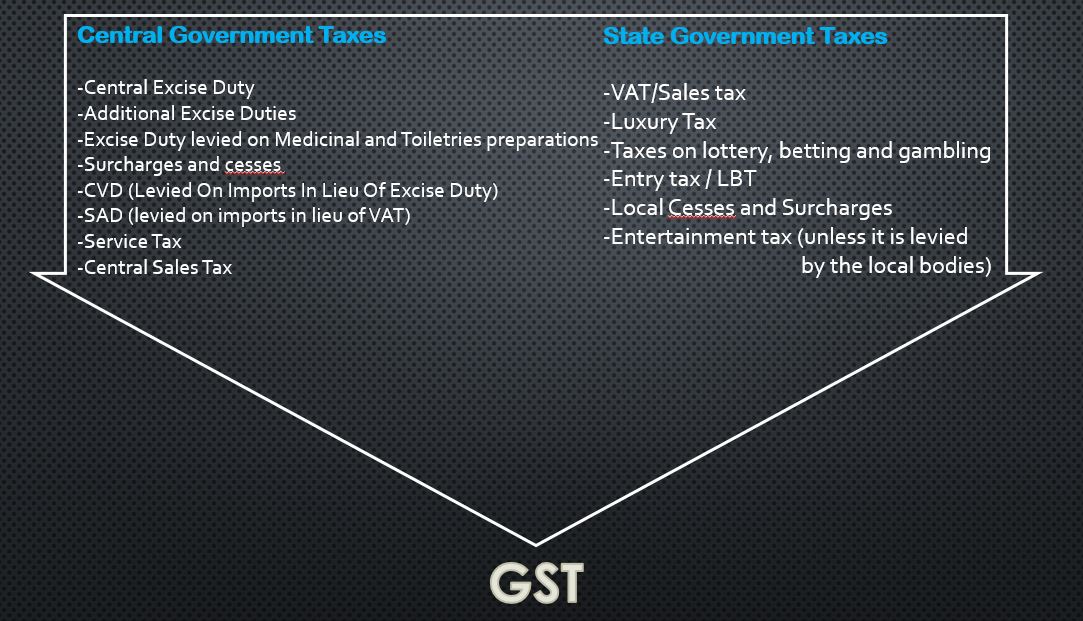 Central Government Taxes
-Central Excise Duty
-Additional Excise Duties
-Excise Duty levied on Medicinal and Toiletries preparations
-Surcharges and cesses
-CVD (Levied On Imports In Lieu Of Excise Duty)
-SAD (levied on imports in lieu of VAT)
-Service Tax
-Central Sales Tax
State Government Taxes
-VAT/Sales tax
-Luxury Tax
-Taxes on lottery, betting and gambling
-Entry tax / LBT
-Local Cesses and Surcharges
-Entertainment tax (unless it is levied
by the local bodies)
GST